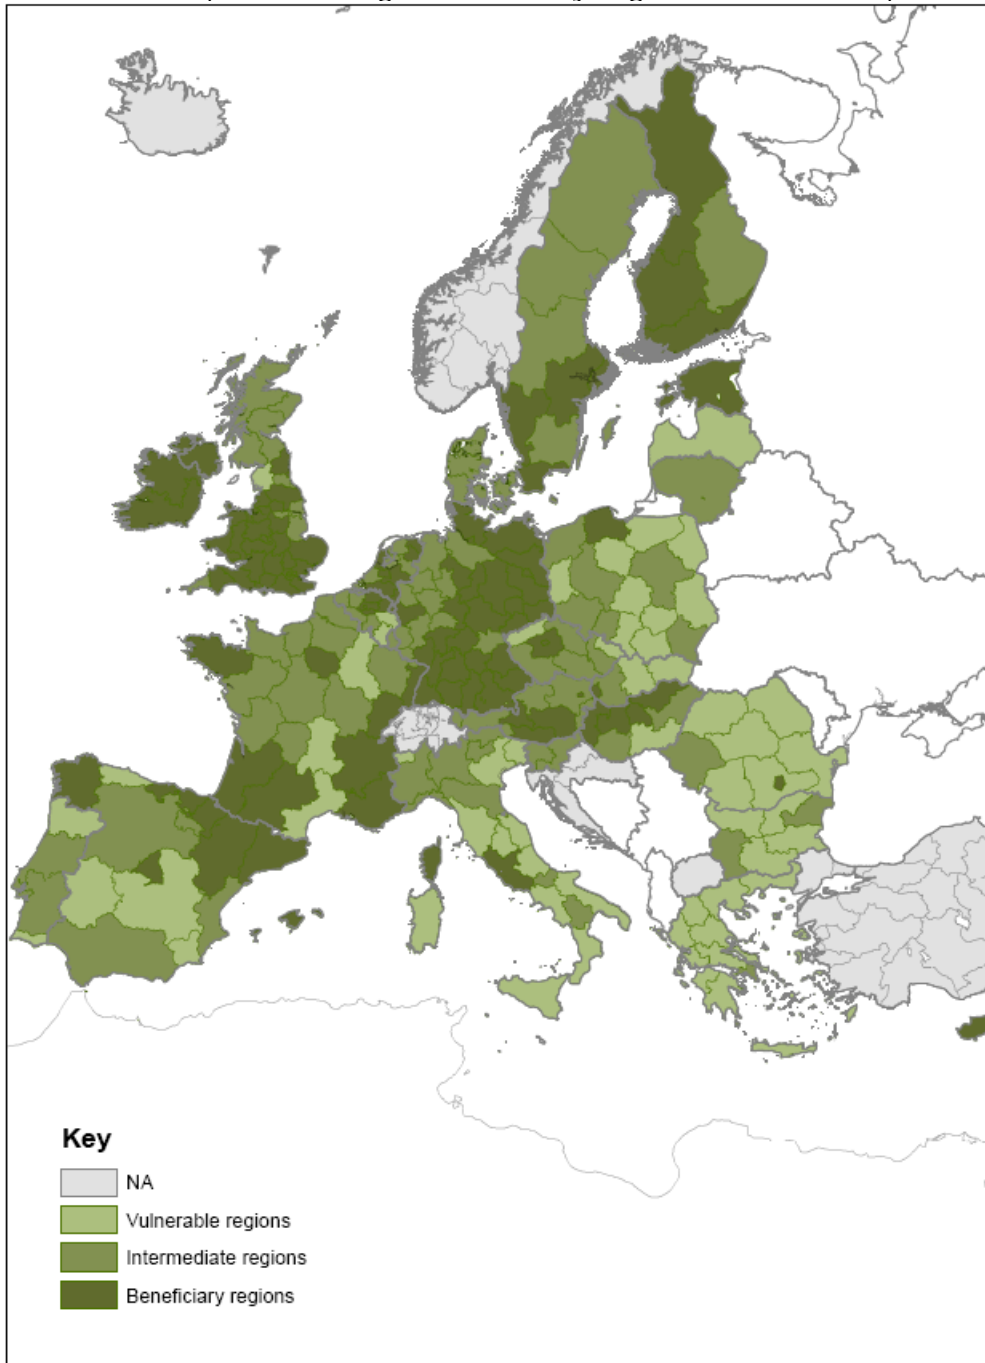 Key
NA
Vulnerable regions
Intermediate regions
Beneficiary regions